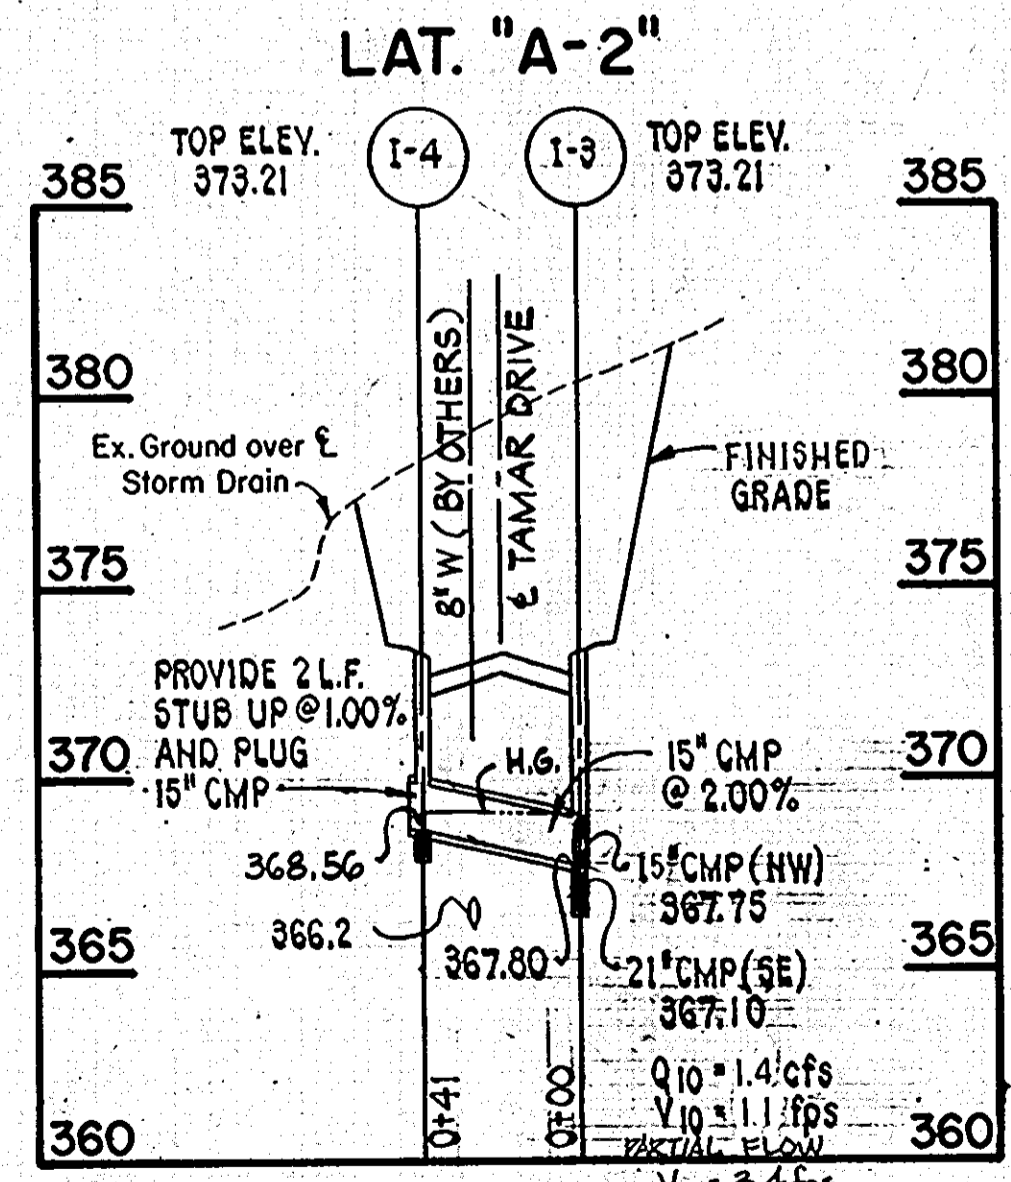 LAT. "A-2"
TOP ELEV.
373.21
I-4
I-3
TOP ELEV.
373.21
385
385
380
380
8"W (BY OTHERS)
℄ TAMAR DRIVE
Ex. Ground over ℄
Storm Drain
FINISHED
GRADE
375
375
PROVIDE 2 L.F.
STUB UP @ 1.00%
AND PLUG
15" CMP
370
370
H.G.
15" CMP
@ 2.00%
368.56
15" CMP (NW)
367.75
366.2
367.80
365
365
21" CMP (SE)
367.10
Q10 = 1.4 cfs
V10 = 1.1 fps
PARTIAL FLOW
0+41
0+00
360
360